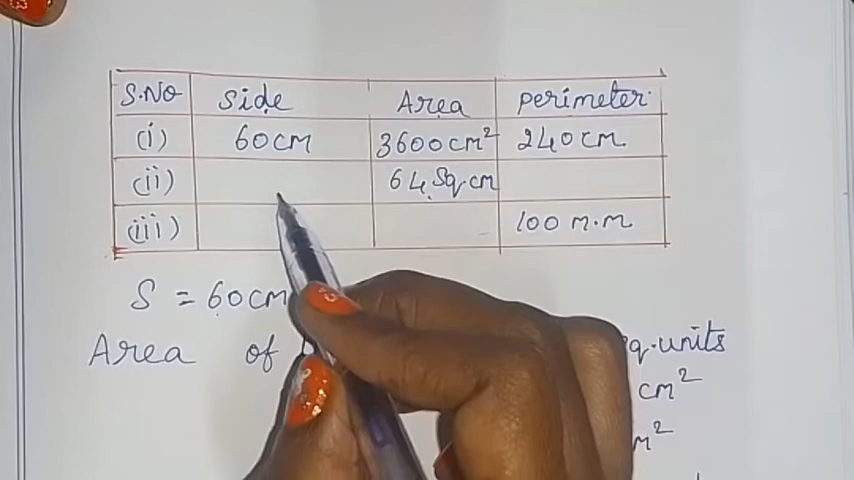 S.No Side Area Perimeter
(i) 60cm 3600cm² 240cm
(ii) 64 Sq.cm
(iii) 100 m.m
S = 60cm
Area of q.units
cm²
m²